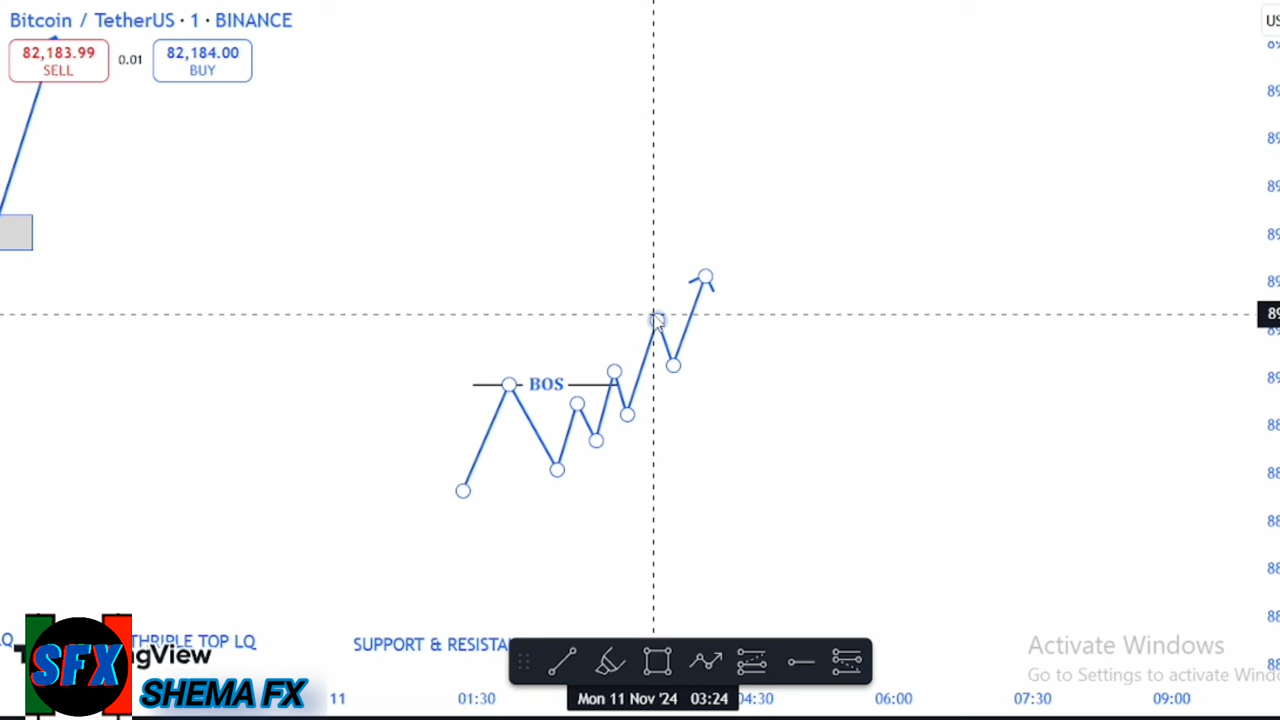 Bitcoin / TetherUS · 1 · BINANCE
82,183.99
SELL
0.01
82,184.00
BUY
BOS
THRIPLE TOP LQ
SUPPORT & RESISTA
SFX
SHEMA FX
11
01:30
Mon 11 Nov '24 03:24
04:30
06:00
07:30
09:00
Activate Windows
Go to Settings to activate Wind